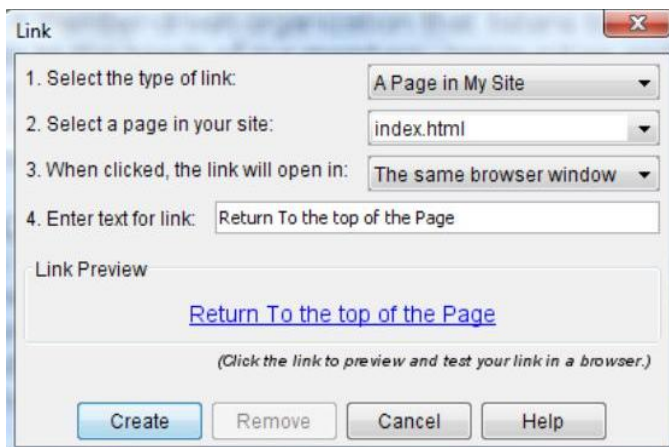 Link
1. Select the type of link: A Page in My Site
2. Select a page in your site: index.html
3. When clicked, the link will open in: The same browser window
4. Enter text for link: Return To the top of the Page
Link Preview
Return To the top of the Page
(Click the link to preview and test your link in a browser.)
Create Remove Cancel Help